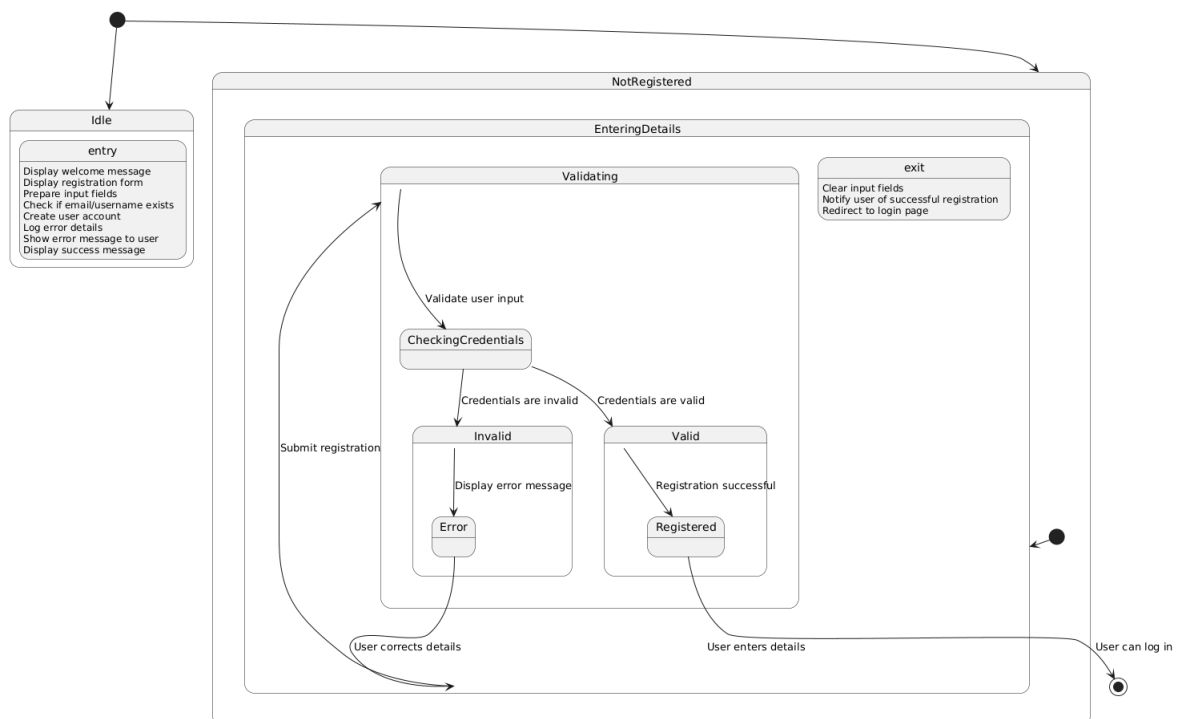 NotRegistered
Idle
entry
Display welcome message
Display registration form
Prepare input fields
Check if email/username exists
Create user account
Log error details
Show error message to user
Display success message
EnteringDetails
Validating
exit
Clear input fields
Notify user of successful registration
Redirect to login page
Validate user input
CheckingCredentials
Credentials are invalid
Credentials are valid
Invalid
Valid
Submit registration
Display error message
Registration successful
Error
Registered
User corrects details
User enters details
User can log in